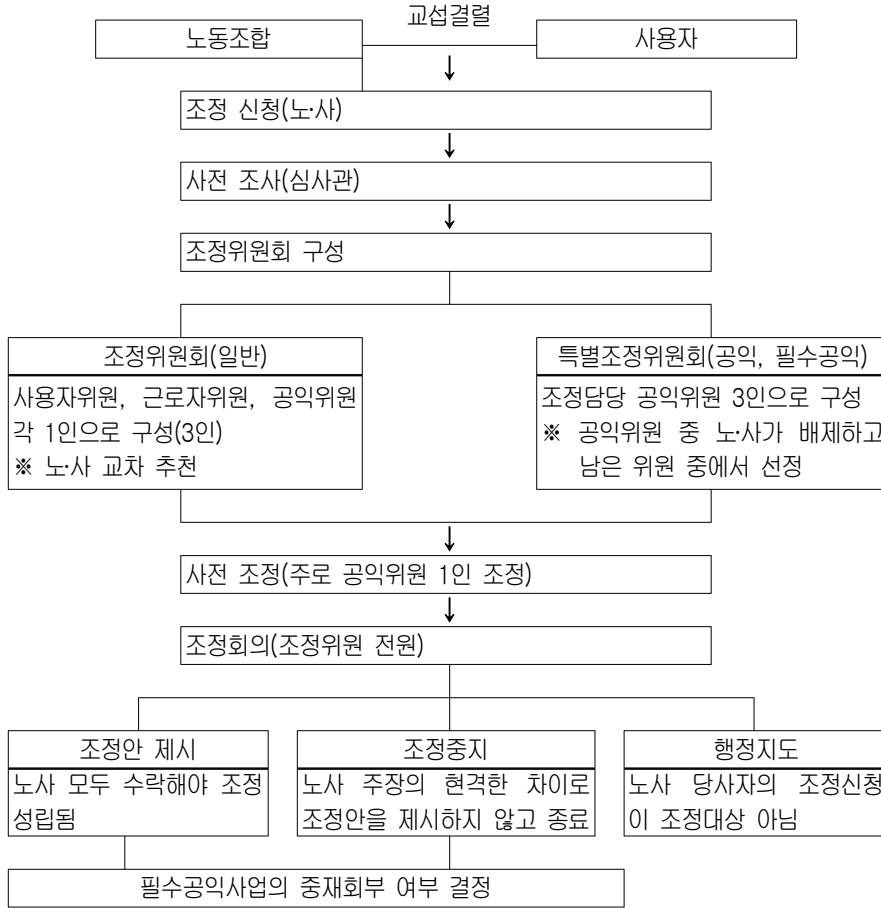 교섭결렬
노동조합
사용자
조정 신청(노·사)
사전 조사(심사관)
조정위원회 구성
조정위원회(일반)
사용자위원, 근로자위원, 공익위원
각 1인으로 구성(3인)
※ 노·사 교차 추천
특별조정위원회(공익, 필수공익)
조정담당 공익위원 3인으로 구성
※ 공익위원 중 노·사가 배제하고
남은 위원 중에서 선정
사전 조정(주로 공익위원 1인 조정)
조정회의(조정위원 전원)
조정안 제시
노사 모두 수락해야 조정
성립됨
조정중지
노사 주장의 현격한 차이로
조정안을 제시하지 않고 종료
행정지도
노사 당사자의 조정신청
이 조정대상 아님
필수공익사업의 중재회부 여부 결정